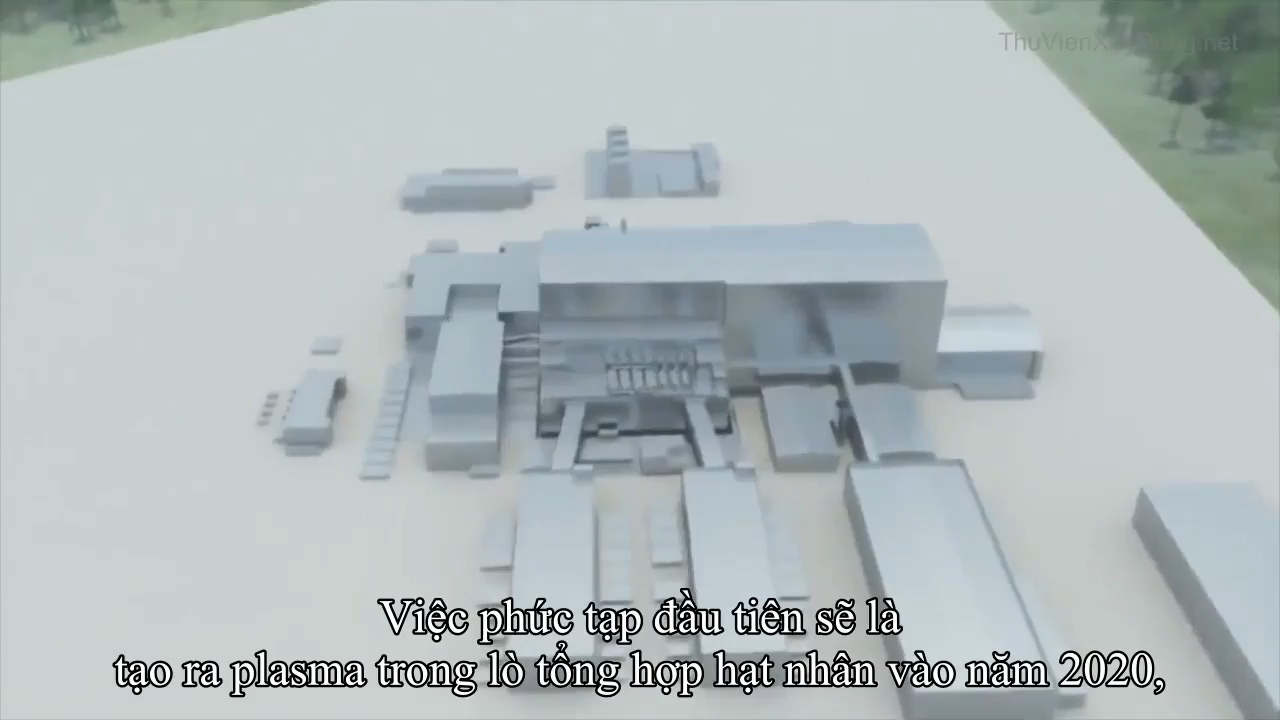 Việc phức tạp đầu tiên sẽ là
tạo ra plasma trong lò tổng hợp hạt nhân vào năm 2020,